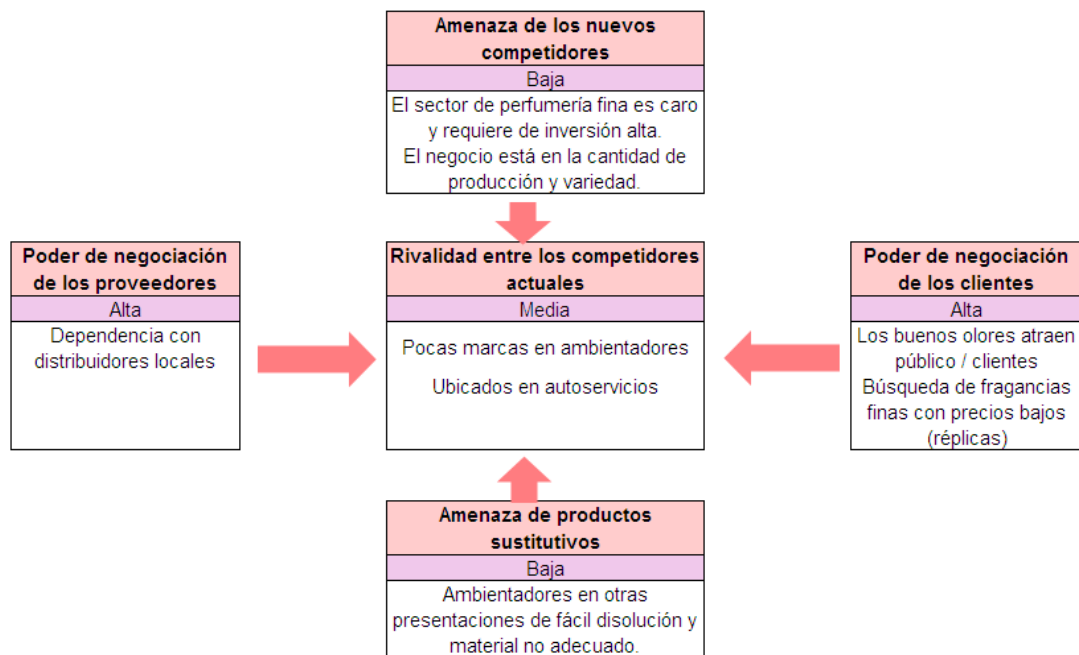 Amenaza de los nuevos
competidores
Baja
El sector de perfumería fina es caro
y requiere de inversión alta.
El negocio está en la cantidad de
producción y variedad.
Poder de negociación
de los proveedores
Alta
Dependencia con
distribuidores locales
Rivalidad entre los competidores
actuales
Media
Pocas marcas en ambientadores
Ubicados en autoservicios
Poder de negociación
de los clientes
Alta
Los buenos olores atraen
público / clientes
Búsqueda de fragancias
finas con precios bajos
(réplicas)
Amenaza de productos
sustitutivos
Baja
Ambientadores en otras
presentaciones de fácil disolución y
material no adecuado.